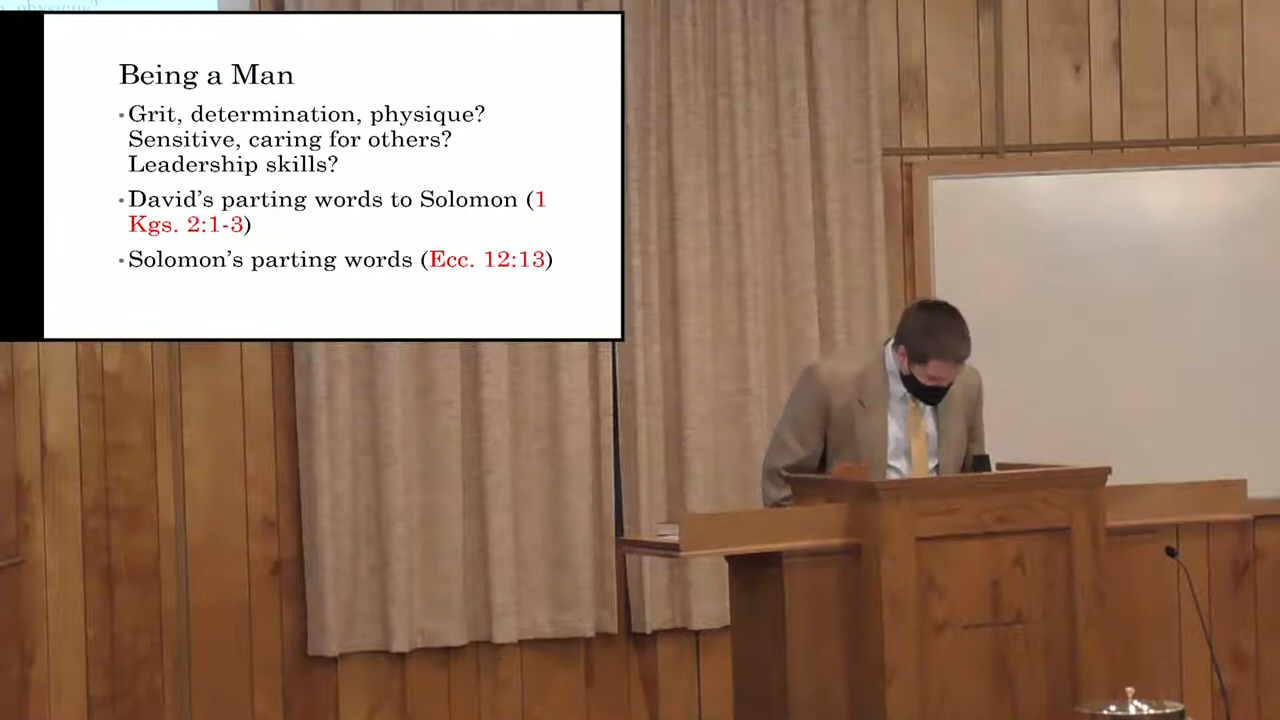 physique?
Being a Man
•Grit, determination, physique?
Sensitive, caring for others?
Leadership skills?
•David’s parting words to Solomon (1
Kgs. 2:1-3)
•Solomon’s parting words (Ecc. 12:13)